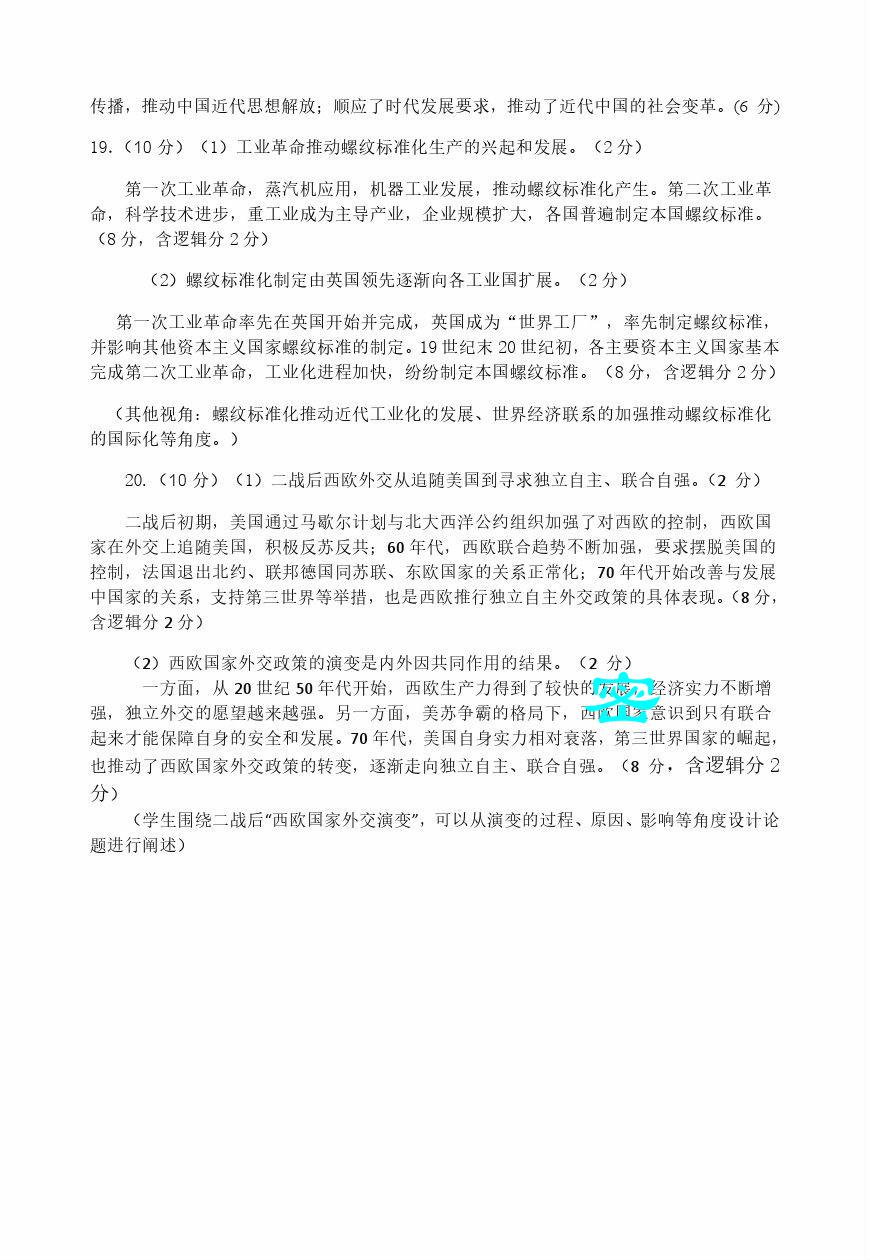 传播，推动中国近代思想解放；顺应了时代发展要求，推动了近代中国的社会变革。(6 分)
19.（10 分）（1）工业革命推动螺纹标准化生产的兴起和发展。（2 分）
第一次工业革命，蒸汽机应用，机器工业发展，推动螺纹标准化产生。第二次工业革
命，科学技术进步，重工业成为主导产业，企业规模扩大，各国普遍制定本国螺纹标准。
（8 分，含逻辑分 2 分）
（2）螺纹标准化制定由英国领先逐渐向各工业国扩展。（2 分）
第一次工业革命率先在英国开始并完成，英国成为“世界工厂”，率先制定螺纹标准，
并影响其他资本主义国家螺纹标准的制定。19 世纪末 20 世纪初，各主要资本主义国家基本
完成第二次工业革命，工业化进程加快，纷纷制定本国螺纹标准。（8 分，含逻辑分 2 分）
（其他视角：螺纹标准化推动近代工业化的发展、世界经济联系的加强推动螺纹标准化
的国际化等角度。）
20.（10 分）（1）二战后西欧外交从追随美国到寻求独立自主、联合自强。（2 分）
二战后初期，美国通过马歇尔计划与北大西洋公约组织加强了对西欧的控制，西欧国
家在外交上追随美国，积极反苏反共；60 年代，西欧联合趋势不断加强，要求摆脱美国的
控制，法国退出北约、联邦德国同苏联、东欧国家的关系正常化；70 年代开始改善与发展
中国家的关系，支持第三世界等举措，也是西欧推行独立自主外交政策的具体表现。（8 分，
含逻辑分 2 分）
（2）西欧国家外交政策的演变是内外因共同作用的结果。（2 分）
一方面，从 20 世纪 50 年代开始，西欧生产力得到了较快的发展，经济实力不断增
强，独立外交的愿望越来越强。另一方面，美苏争霸的格局下，西欧国家意识到只有联合
起来才能保障自身的安全和发展。70 年代，美国自身实力相对衰落，第三世界国家的崛起，
也推动了西欧国家外交政策的转变，逐渐走向独立自主、联合自强。（8 分，含逻辑分 2
分）
（学生围绕二战后“西欧国家外交演变”，可以从演变的过程、原因、影响等角度设计论
题进行阐述）
密